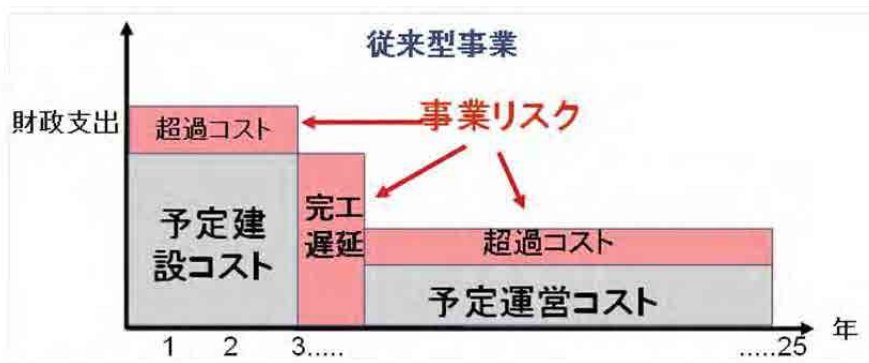 従来型事業
財政支出
超過コスト
事業リスク
予定建
設コスト
完工
遅延
超過コスト
予定運営コスト
年
1 2 3..... .....25